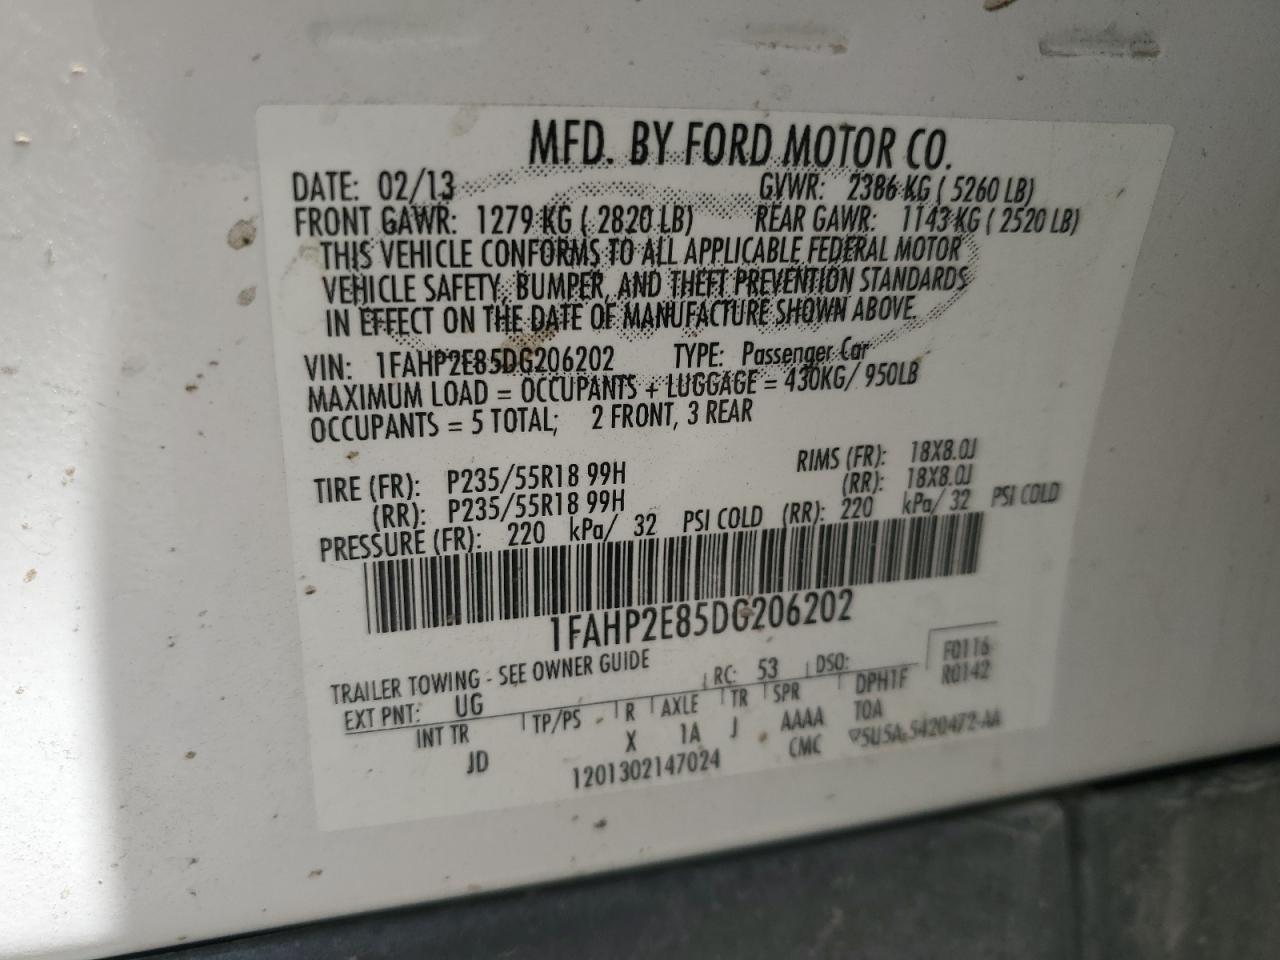 MFD. BY FORD MOTOR CO.
DATE: 02/13 GVWR: 2386 KG ( 5260 LB)
FRONT GAWR: 1279 KG ( 2820 LB) REAR GAWR: 1143 KG ( 2520 LB)
THIS VEHICLE CONFORMS TO ALL APPLICABLE FEDERAL MOTOR
VEHICLE SAFETY, BUMPER, AND THEFT PREVENTION STANDARDS
IN EFFECT ON THE DATE OF MANUFACTURE SHOWN ABOVE.
VIN: 1FAHP2E85DG206202 TYPE: Passenger Car
MAXIMUM LOAD = OCCUPANTS + LUGGAGE = 430KG/ 950LB
OCCUPANTS = 5 TOTAL; 2 FRONT, 3 REAR
TIRE (FR): P235/55R18 99H RIMS (FR): 18X8.0J
(RR): P235/55R18 99H (RR): 18X8.0J
PRESSURE (FR): 220 kPa/ 32 PSI COLD (RR): 220 kPa/ 32 PSI COLD
1FAHP2E85DG206202
TRAILER TOWING - SEE OWNER GUIDE RC: 53 DSO: F0116
R0142
EXT PNT: UG
INT TR TP/PS R AXLE TR SPR DPH1F
JD X 1A J AAAA T0A
1201302147024 CMC 5U5A-5420472-AA